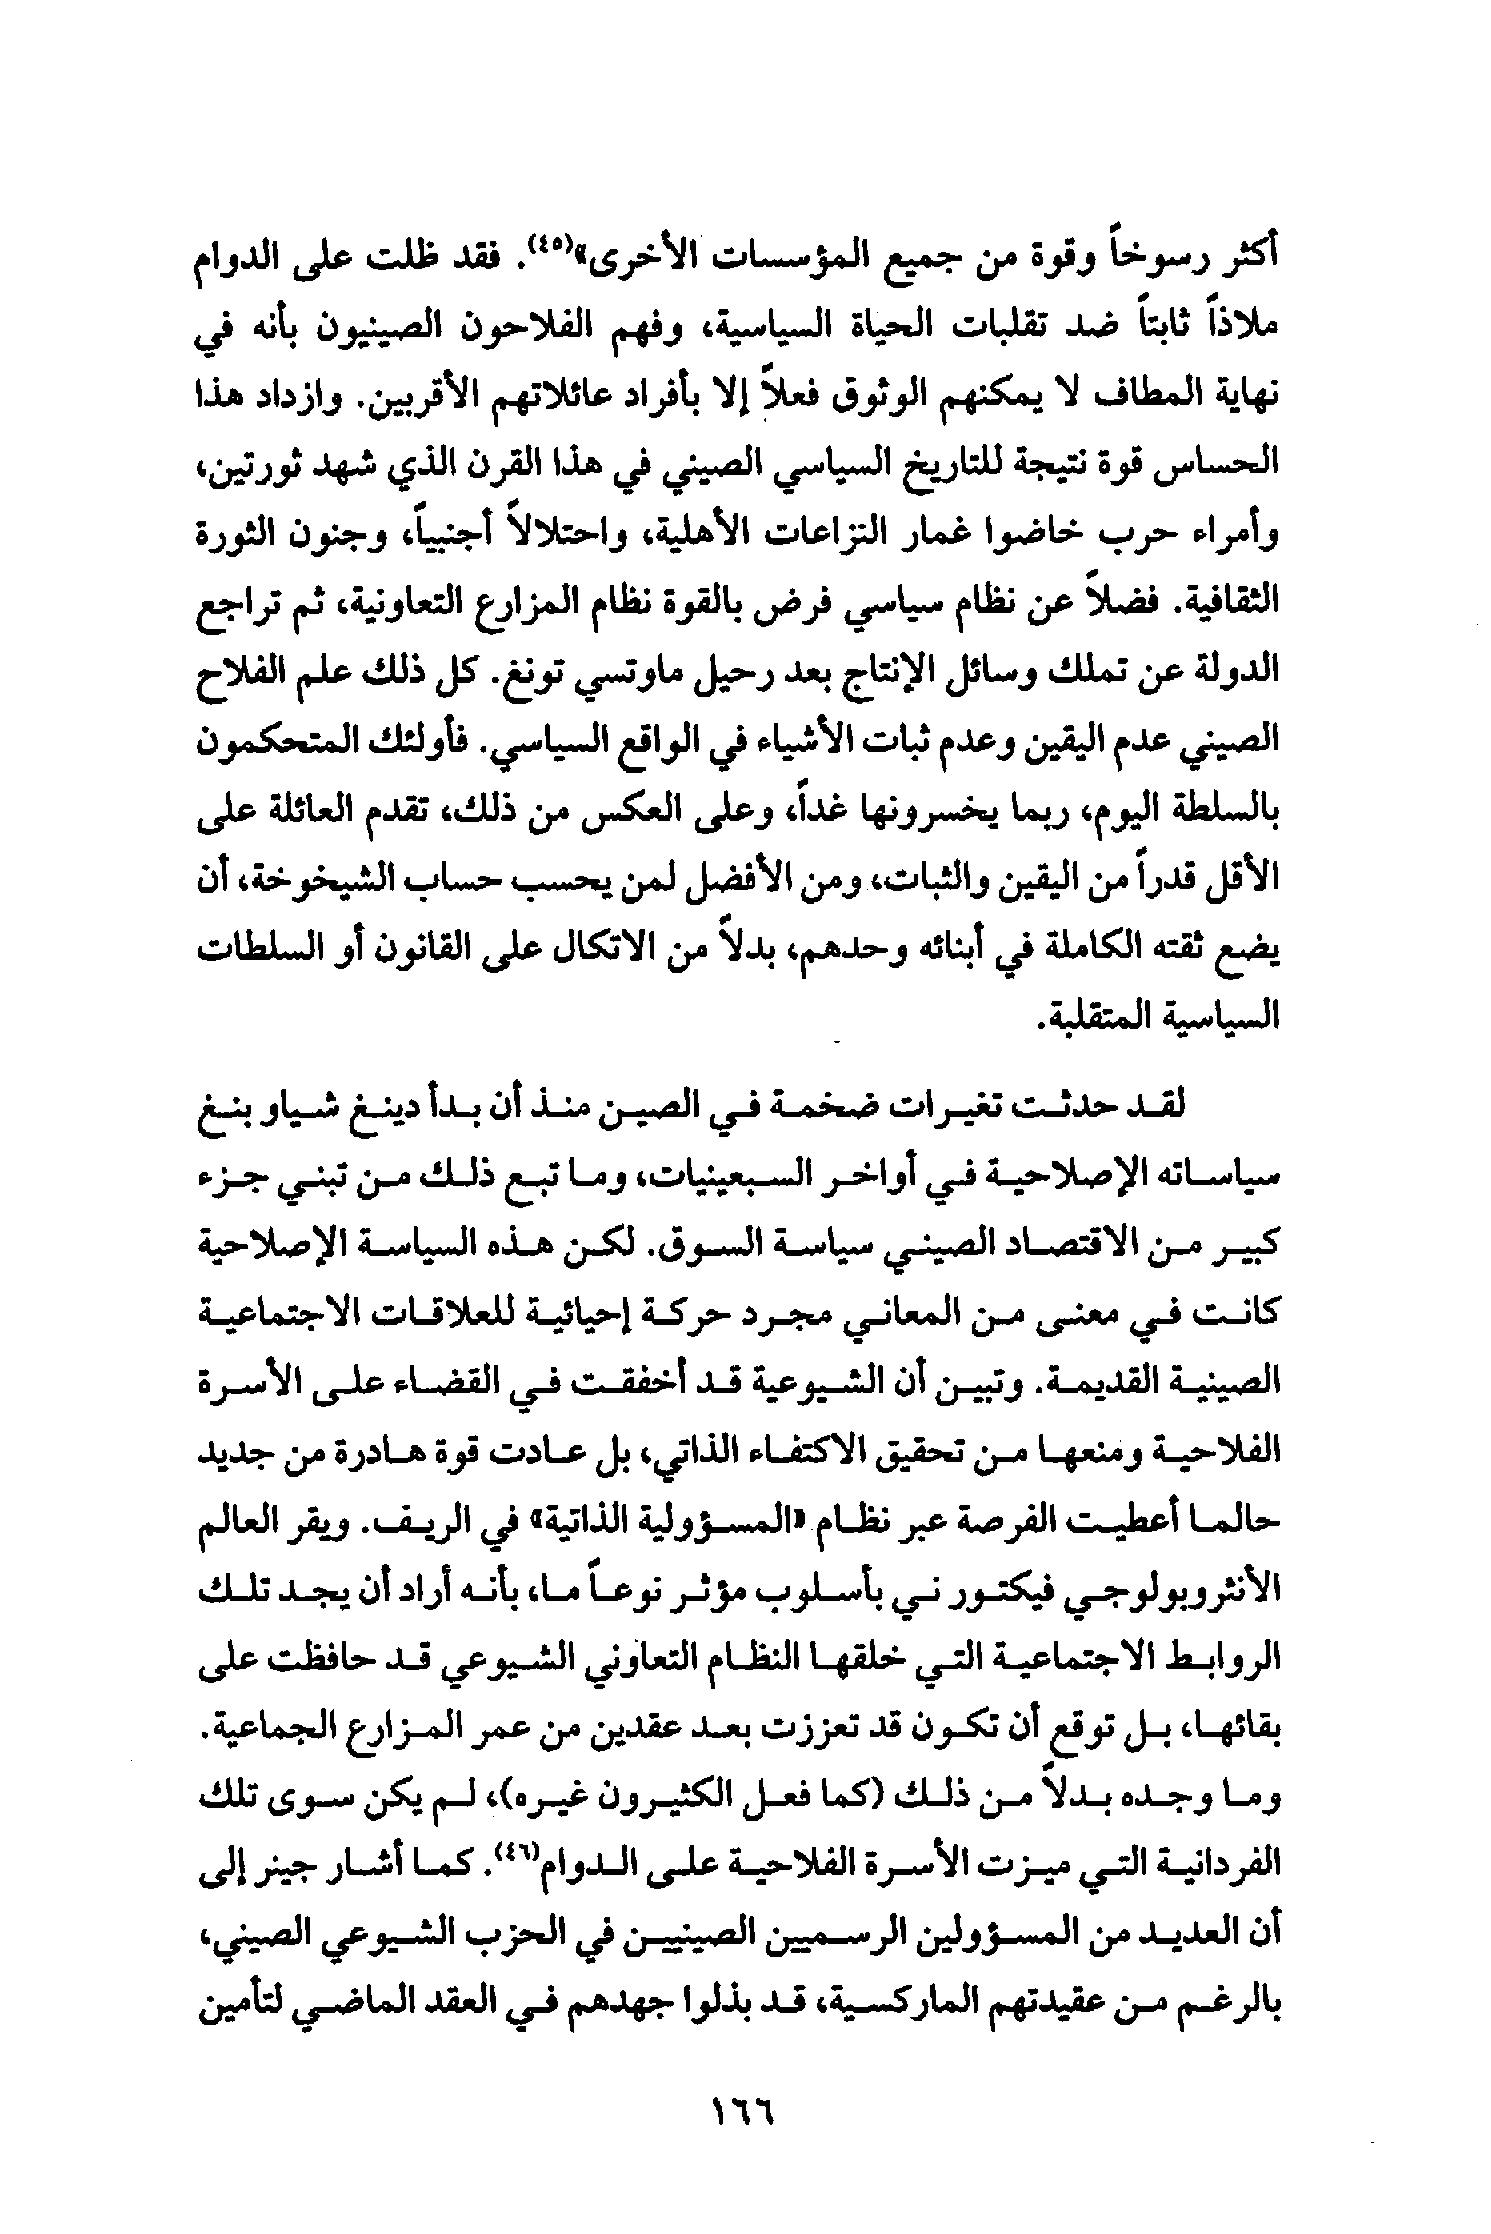 أكثر رسوخاً وقوة من جميع المؤسسات الأخرى»(٤٥). فقد ظلت على الدوام
ملاذاً ثابتاً ضد تقلبات الحياة السياسية، وفهم الفلاحون الصينيون بأنه في
نهاية المطاف لا يمكنهم الوثوق فعلاً إلا بأفراد عائلاتهم الأقربين. وازداد هذا
الحساس قوة نتيجة للتاريخ السياسي الصيني في هذا القرن الذي شهد ثورتين،
وأمراء حرب خاضوا غمار النزاعات الأهلية، واحتلالاً أجنبياً، وجنون الثورة
الثقافية. فضلاً عن نظام سياسي فرض بالقوة نظام المزارع التعاونية، ثم تراجع
الدولة عن تملك وسائل الإنتاج بعد رحيل ماوتسي تونغ. كل ذلك علم الفلاح
الصيني عدم اليقين وعدم ثبات الأشياء في الواقع السياسي. فأولئك المتحكمون
بالسلطة اليوم، ربما يخسرونها غداً، وعلى العكس من ذلك، تقدم العائلة على
الأقل قدراً من اليقين والثبات، ومن الأفضل لمن يحسب حساب الشيخوخة، أن
يضع ثقته الكاملة في أبنائه وحدهم، بدلاً من الاتكال على القانون أو السلطات
السياسية المتقلبة.
لقد حدثت تغيرات ضخمة في الصين منذ أن بدأ دينغ شياو بنغ
سياساته الإصلاحية في أواخر السبعينيات، وما تبع ذلك من تبني جزء
كبير من الاقتصاد الصيني سياسة السوق. لكن هذه السياسة الإصلاحية
كانت في معنى من المعاني مجرد حركة إحيائية للعلاقات الاجتماعية
الصينية القديمة. وتبين أن الشيوعية قد أخفقت في القضاء على الأسرة
الفلاحية ومنعها من تحقيق الاكتفاء الذاتي، بل عادت قوة هادرة من جديد
حالما أعطيت الفرصة عبر نظام «المسؤولية الذاتية» في الريف. ويقر العالم
الأنثروبولوجي فيكتور ني بأسلوب مؤثر نوعاً ما، بأنه أراد أن يجد تلك
الروابط الاجتماعية التي خلقها النظام التعاوني الشيوعي قد حافظت على
بقائها، بل توقع أن تكون قد تعززت بعد عقدين من عمر المزارع الجماعية.
وما وجده بدلاً من ذلك (كما فعل الكثيرون غيره)، لم يكن سوى تلك
الفردانية التي ميزت الأسرة الفلاحية على الدوام(٤٦). كما أشار جينر إلى
أن العديد من المسؤولين الرسميين الصينيين في الحزب الشيوعي الصيني،
بالرغم من عقيدتهم الماركسية، قد بذلوا جهدهم في العقد الماضي لتأمين
١٦٦